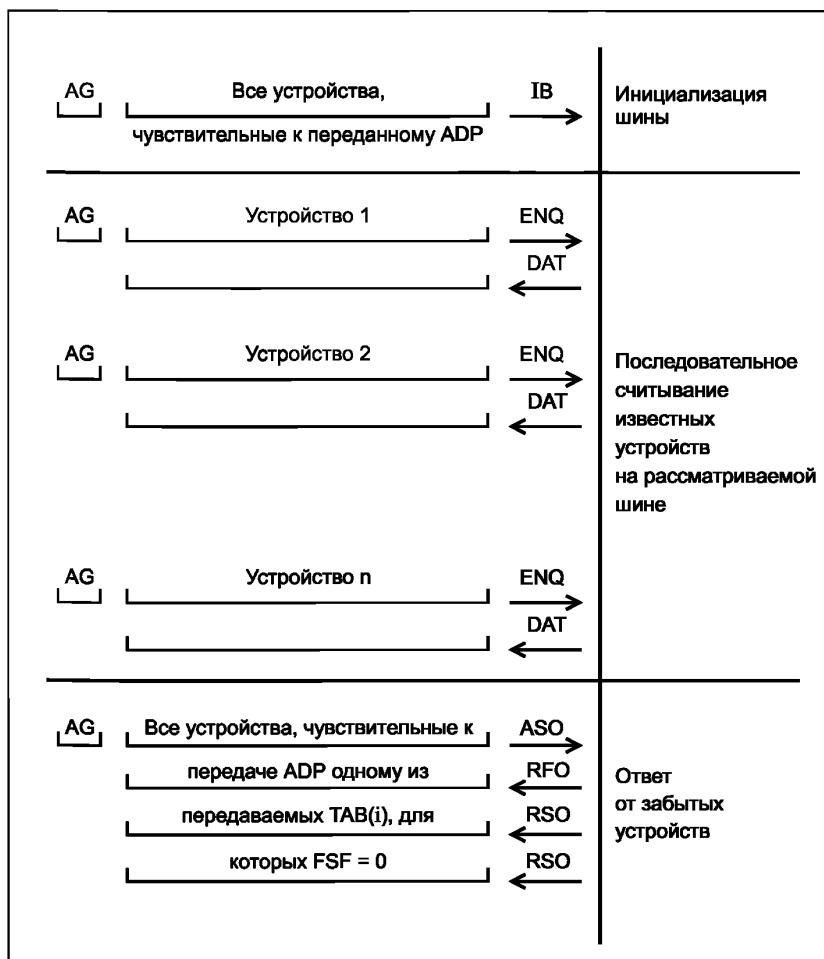 AG Все устройства, IB
чувствительные к переданному ADP
Инициализация
шины
AG Устройство 1 ENQ
DAT
AG Устройство 2 ENQ
DAT
Последовательное
считывание
известных
устройств
на рассматриваемой
шине
AG Устройство n ENQ
DAT
AG Все устройства, чувствительные к ASO
передаче ADP одному из RFO
передаваемых TAB(i), для RSO
которых FSF = 0 RSO
Ответ
от забытых
устройств